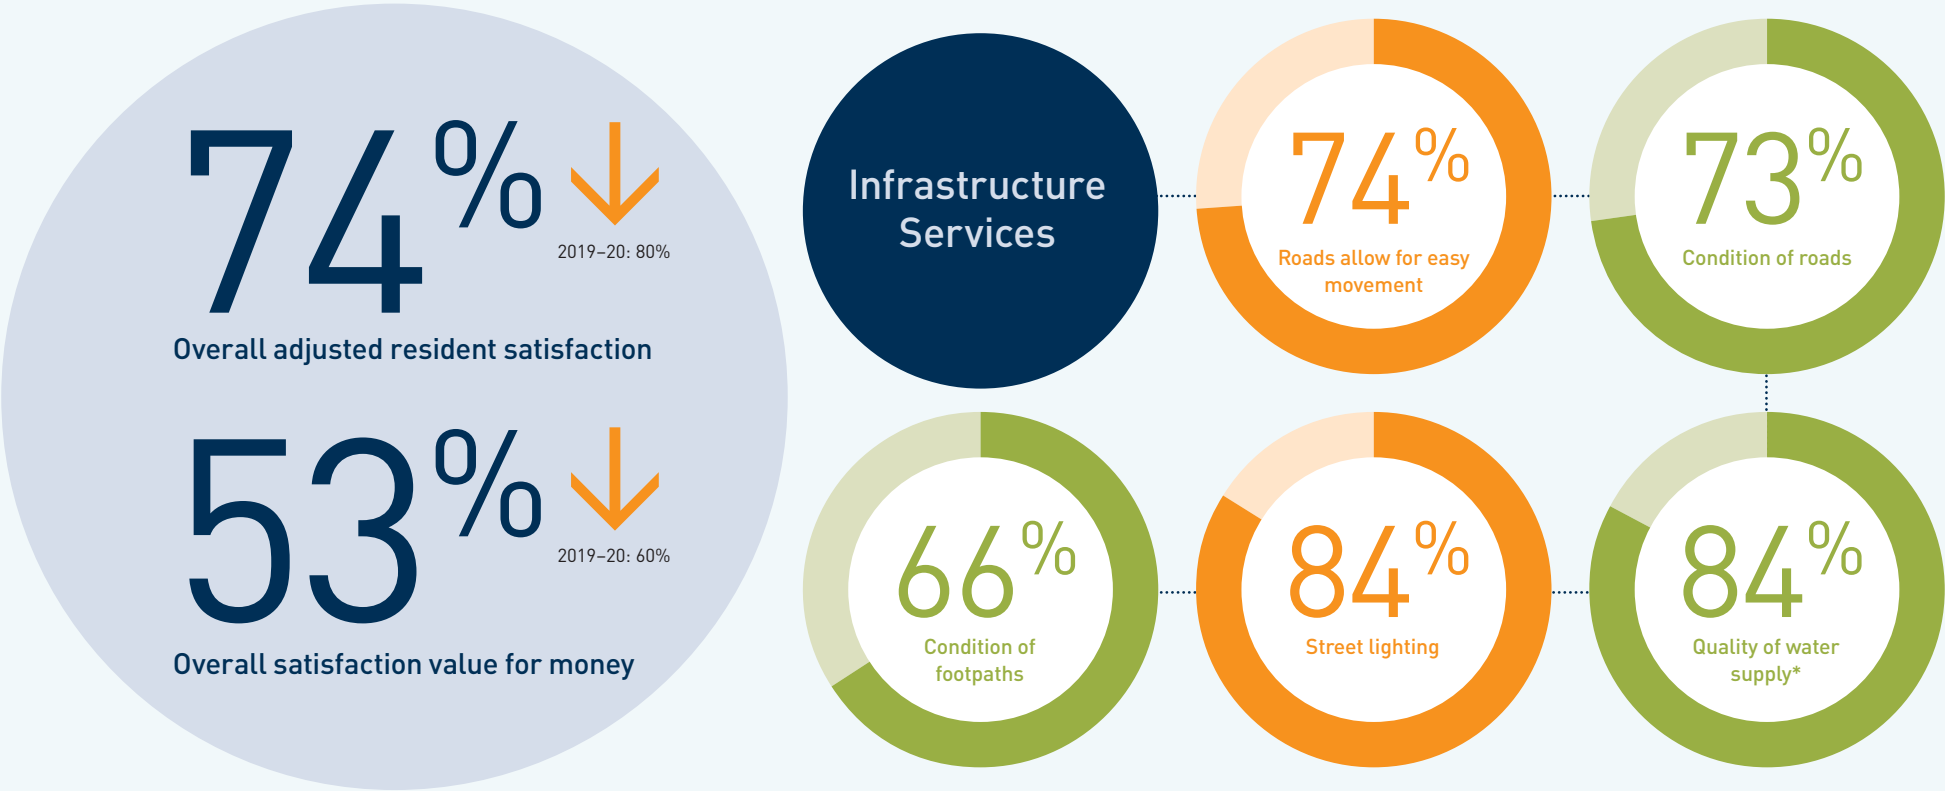 74%
2019–20: 80%
Overall adjusted resident satisfaction
53%
2019–20: 60%
Overall satisfaction value for money
Infrastructure
Services
74%
Roads allow for easy
movement
73%
Condition of roads
66%
Condition of
footpaths
84%
Street lighting
84%
Quality of water
supply*